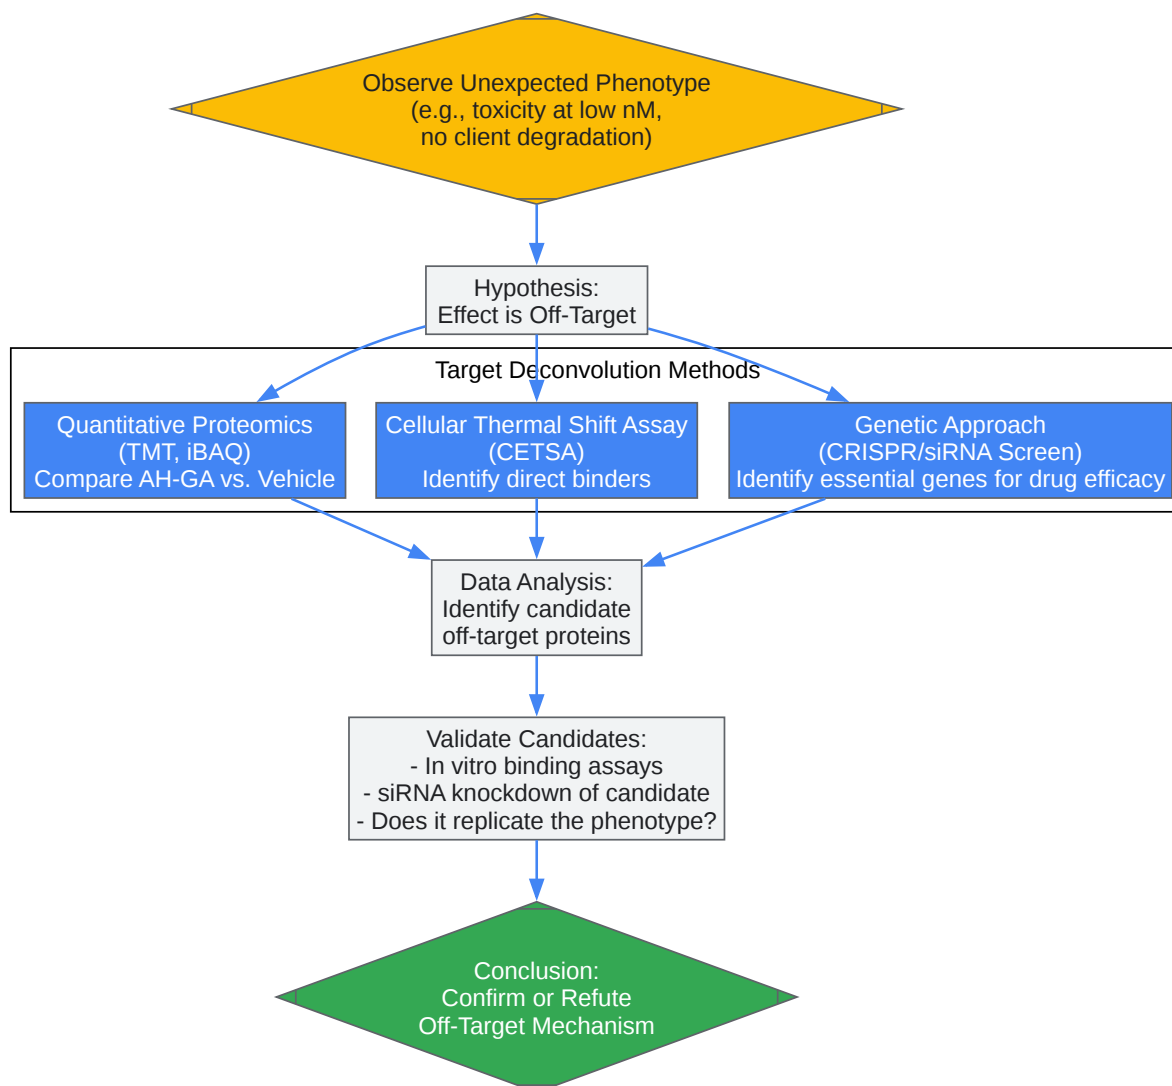 Observe Unexpected Phenotype
(e.g., toxicity at low nM,
no client degradation)
Hypothesis:
Effect is Off-Target
Target Deconvolution Methods
Quantitative Proteomics
(TMT, iBAQ)
Compare AH-GA vs. Vehicle
Cellular Thermal Shift Assay
(CETSA)
Identify direct binders
Genetic Approach
(CRISPR/siRNA Screen)
Identify essential genes for drug efficacy
Data Analysis:
Identify candidate
off-target proteins
Validate Candidates:
- In vitro binding assays
- siRNA knockdown of candidate
- Does it replicate the phenotype?
Conclusion:
Confirm or Refute
Off-Target Mechanism